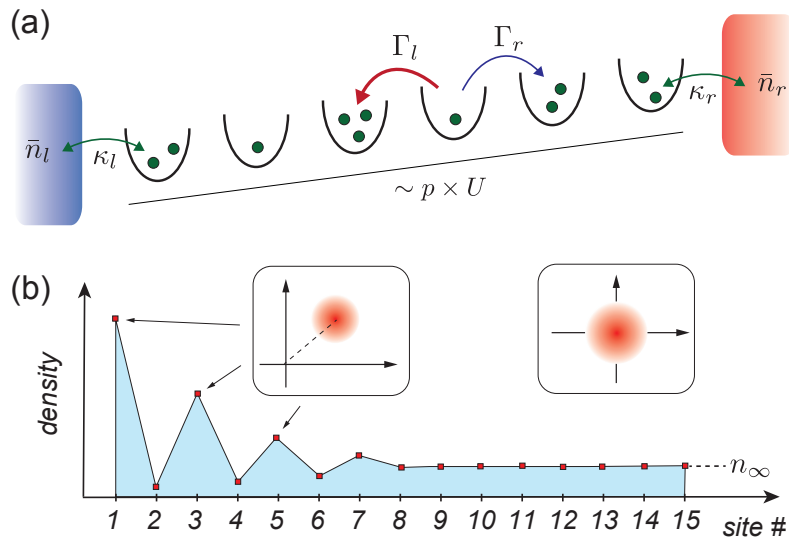 (a)
Γ_l Γ_r
n̄_l κ_l κ_r n̄_r
~ p × U
(b)
density
n_∞
1 2 3 4 5 6 7 8 9 10 11 12 13 14 15
site #